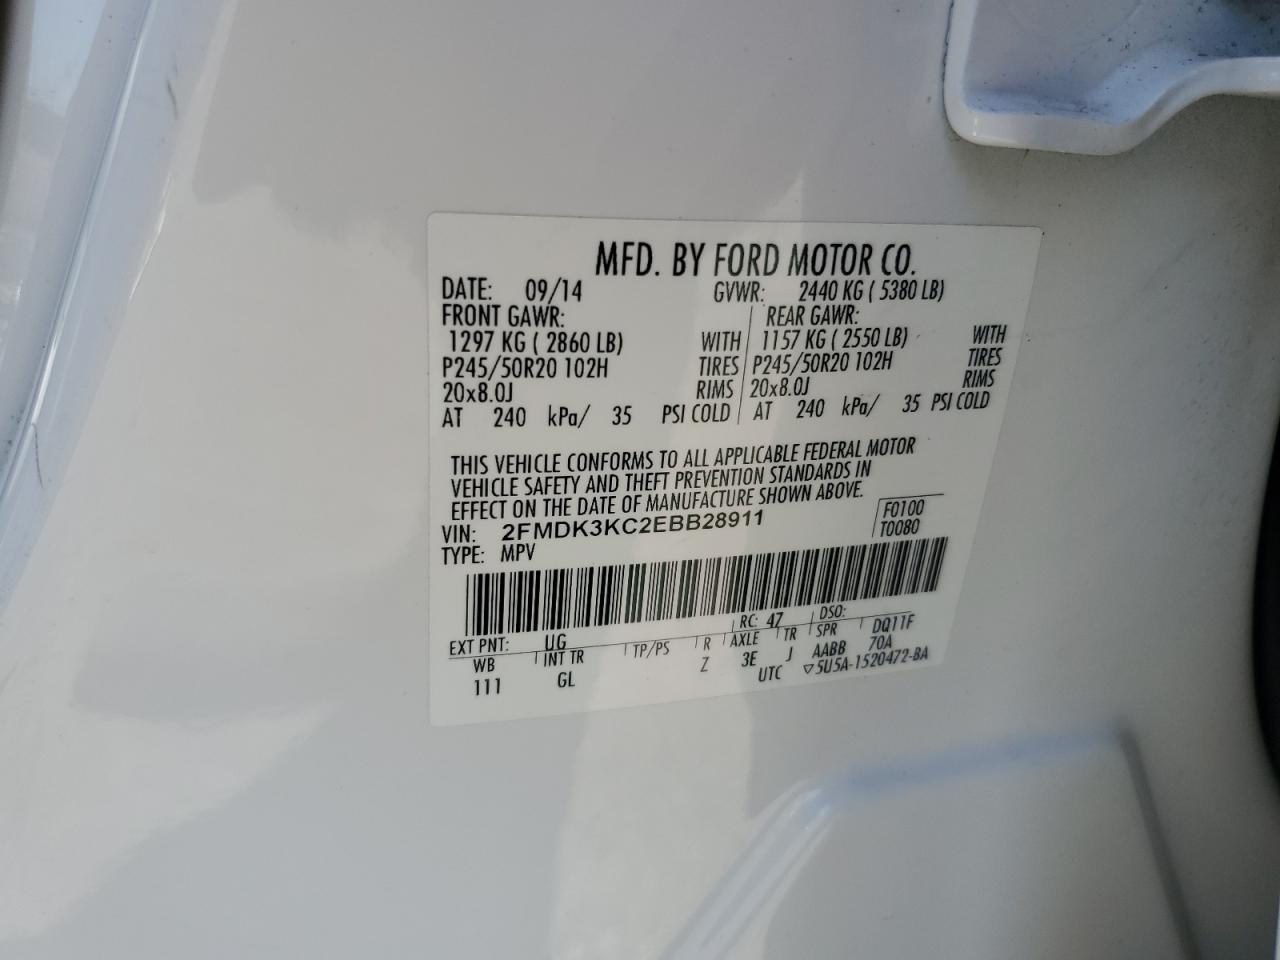 MFD. BY FORD MOTOR CO.
DATE: 09/14 GVWR: 2440 KG ( 5380 LB)
FRONT GAWR: REAR GAWR:
1297 KG ( 2860 LB) WITH 1157 KG ( 2550 LB) WITH
P245/50R20 102H TIRES P245/50R20 102H TIRES
20x8.0J RIMS 20x8.0J RIMS
AT 240 kPa/ 35 PSI COLD AT 240 kPa/ 35 PSI COLD
THIS VEHICLE CONFORMS TO ALL APPLICABLE FEDERAL MOTOR
VEHICLE SAFETY AND THEFT PREVENTION STANDARDS IN
EFFECT ON THE DATE OF MANUFACTURE SHOWN ABOVE.
VIN: 2FMDK3KC2EBB28911 F0100
TYPE: MPV T0080
EXT PNT: UG RC: 47 DSO:
WB INT TR TP/PS R AXLE TR SPR DQ11F
111 GL Z 3E J AABB 70A
UTC ▽5U5A-1520472-BA